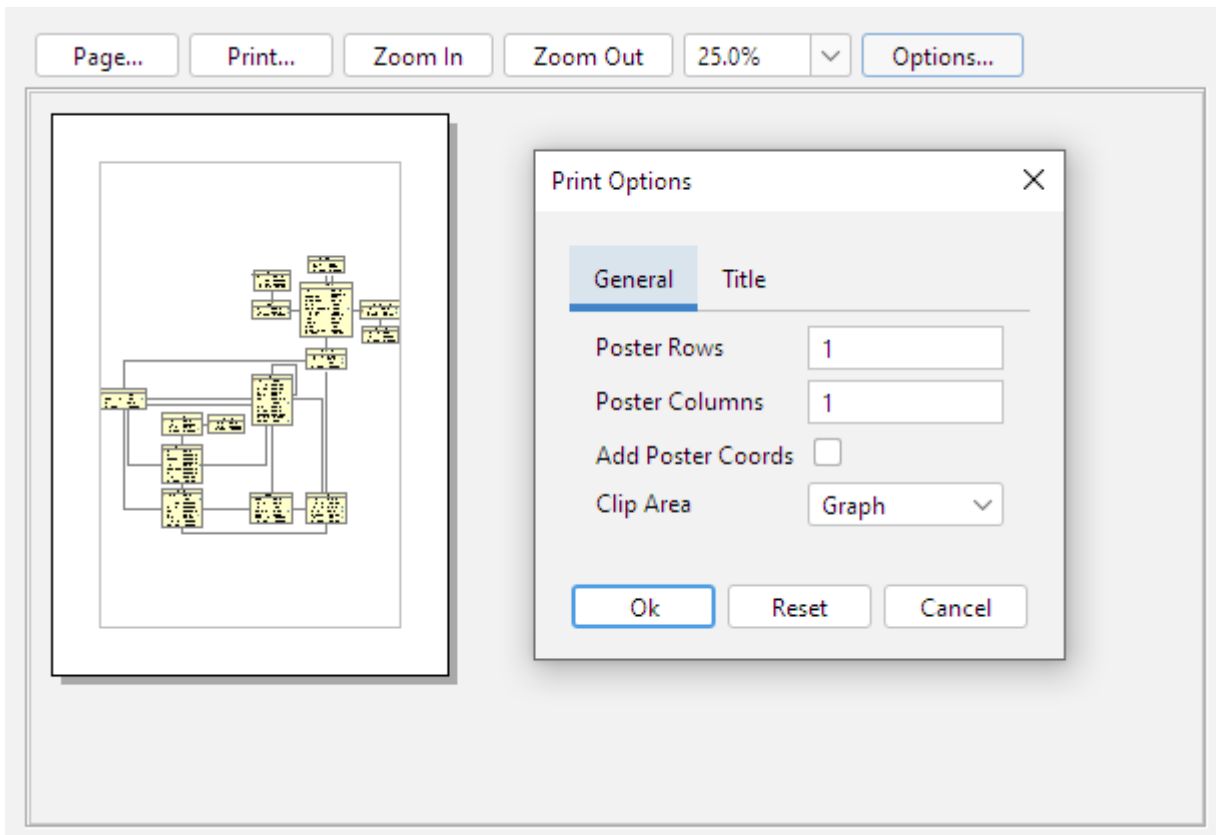 Page...
Print...
Zoom In
Zoom Out
25.0%
Options...
Print Options
General
Title
Poster Rows
1
Poster Columns
1
Add Poster Coords
Clip Area
Graph
Ok
Reset
Cancel